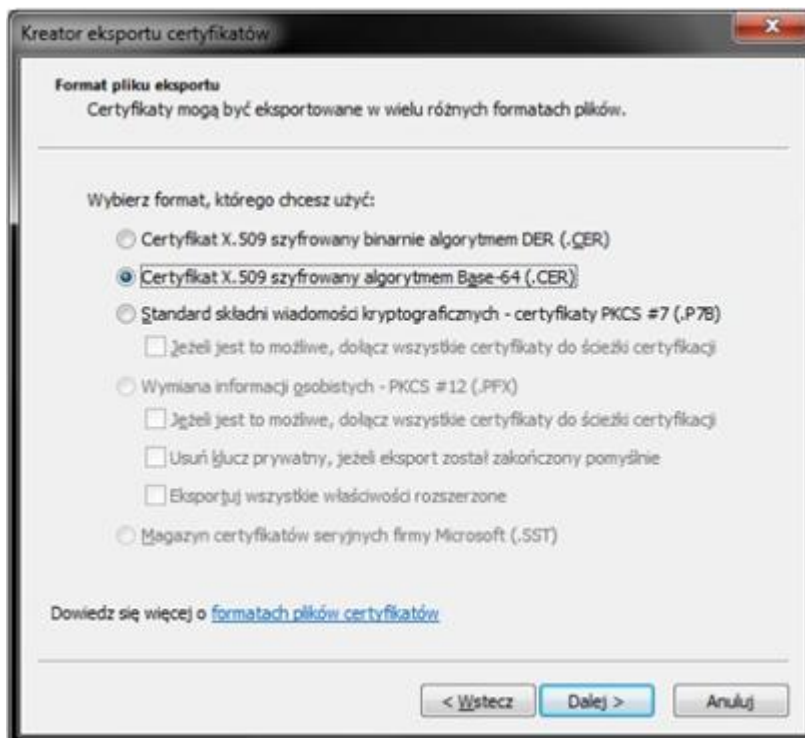 Kreator eksportu certyfikatów
Format pliku eksportu
Certyfikaty mogą być eksportowane w wielu różnych formatach plików.
Wybierz format, którego chcesz użyć:
Certyfikat X.509 szyfrowany binarnie algorytmem DER (.CER)
Certyfikat X.509 szyfrowany algorytmem Base-64 (.CER)
Standard składni wiadomości kryptograficznych - certyfikaty PKCS #7 (.P7B)
Jeżeli jest to możliwe, dołącz wszystkie certyfikaty do ścieżki certyfikacji
Wymiana informacji osobistych - PKCS #12 (.PFX)
Jeżeli jest to możliwe, dołącz wszystkie certyfikaty do ścieżki certyfikacji
Usuń klucz prywatny, jeżeli eksport został zakończony pomyślnie
Eksportuj wszystkie właściwości rozszerzone
Magazyn certyfikatów seryjnych firmy Microsoft (.SST)
Dowiedz się więcej o formatach plików certyfikatów
< Wstecz Dalej > Anuluj